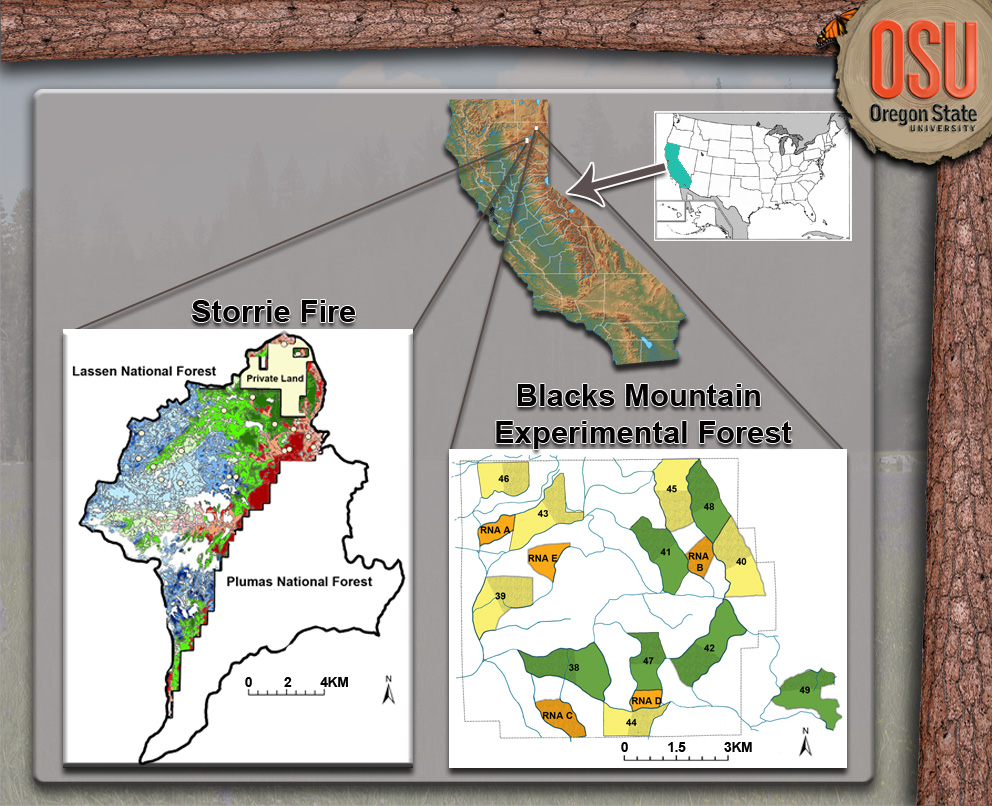 OSU
Oregon State
UNIVERSITY
Storrie Fire
Lassen National Forest
Private Land
Plumas National Forest
0 2 4KM
N
Blacks Mountain
Experimental Forest
46
45
48
43
RNA A
41
RNA
B
40
RNA E
39
42
38
47
49
RNA D
RNA C
44
0 1.5 3KM
N